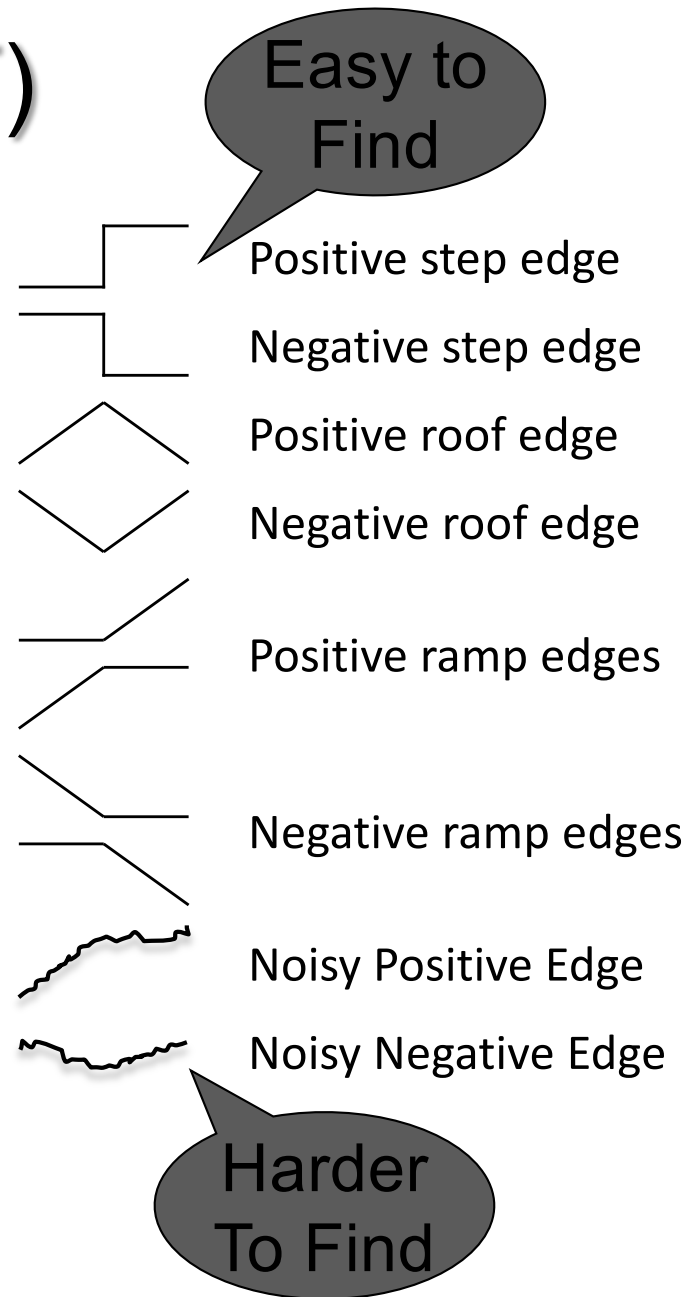 )
Easy to
Find
Positive step edge
Negative step edge
Positive roof edge
Negative roof edge
Positive ramp edges
Negative ramp edges
Noisy Positive Edge
Noisy Negative Edge
Harder
To Find